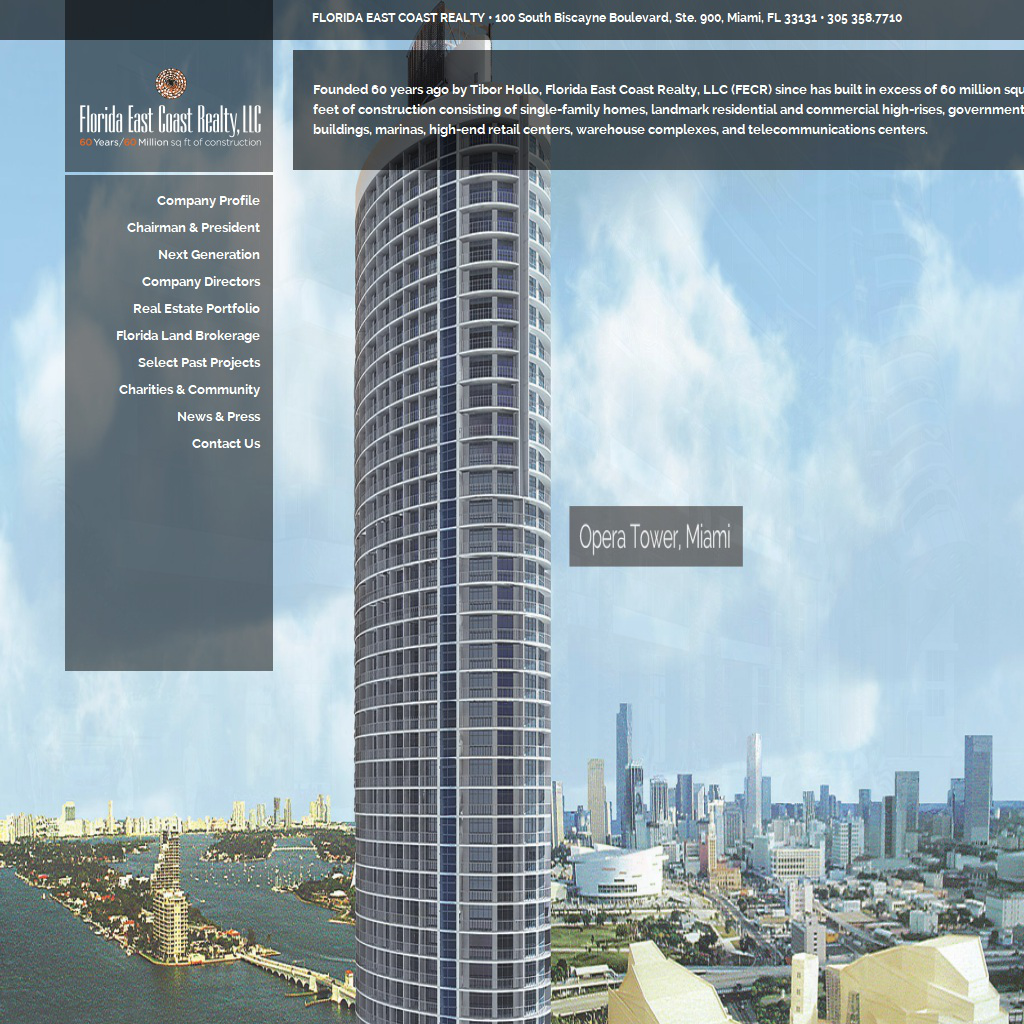 FLORIDA EAST COAST REALTY • 100 South Biscayne Boulevard, Ste. 900, Miami, FL 33131 • 305 358.7710
Florida East Coast Realty, LLC
60 Years/60 Million sq ft of construction
Founded 60 years ago by Tibor Hollo, Florida East Coast Realty, LLC (FECR) since has built in excess of 60 million squ
feet of construction consisting of single-family homes, landmark residential and commercial high-rises, government
buildings, marinas, high-end retail centers, warehouse complexes, and telecommunications centers.
Company Profile
Chairman & President
Next Generation
Company Directors
Real Estate Portfolio
Florida Land Brokerage
Select Past Projects
Charities & Community
News & Press
Contact Us
Opera Tower, Miami